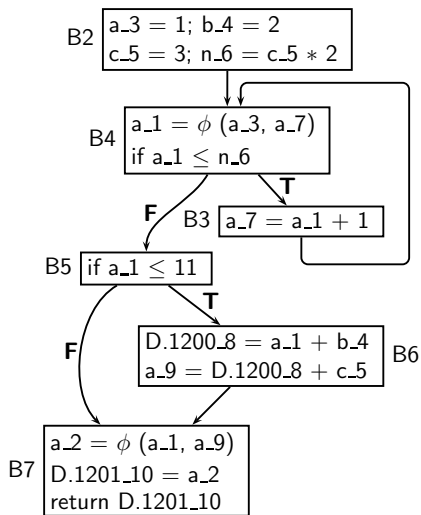 B2
a_3 = 1; b_4 = 2
c_5 = 3; n_6 = c_5 * 2
B4
a_1 = ϕ (a_3, a_7)
if a_1 ≤ n_6
F
T
B3
a_7 = a_1 + 1
B5
if a_1 ≤ 11
F
T
D.1200_8 = a_1 + b_4
a_9 = D.1200_8 + c_5
B6
B7
a_2 = ϕ (a_1, a_9)
D.1201_10 = a_2
return D.1201_10